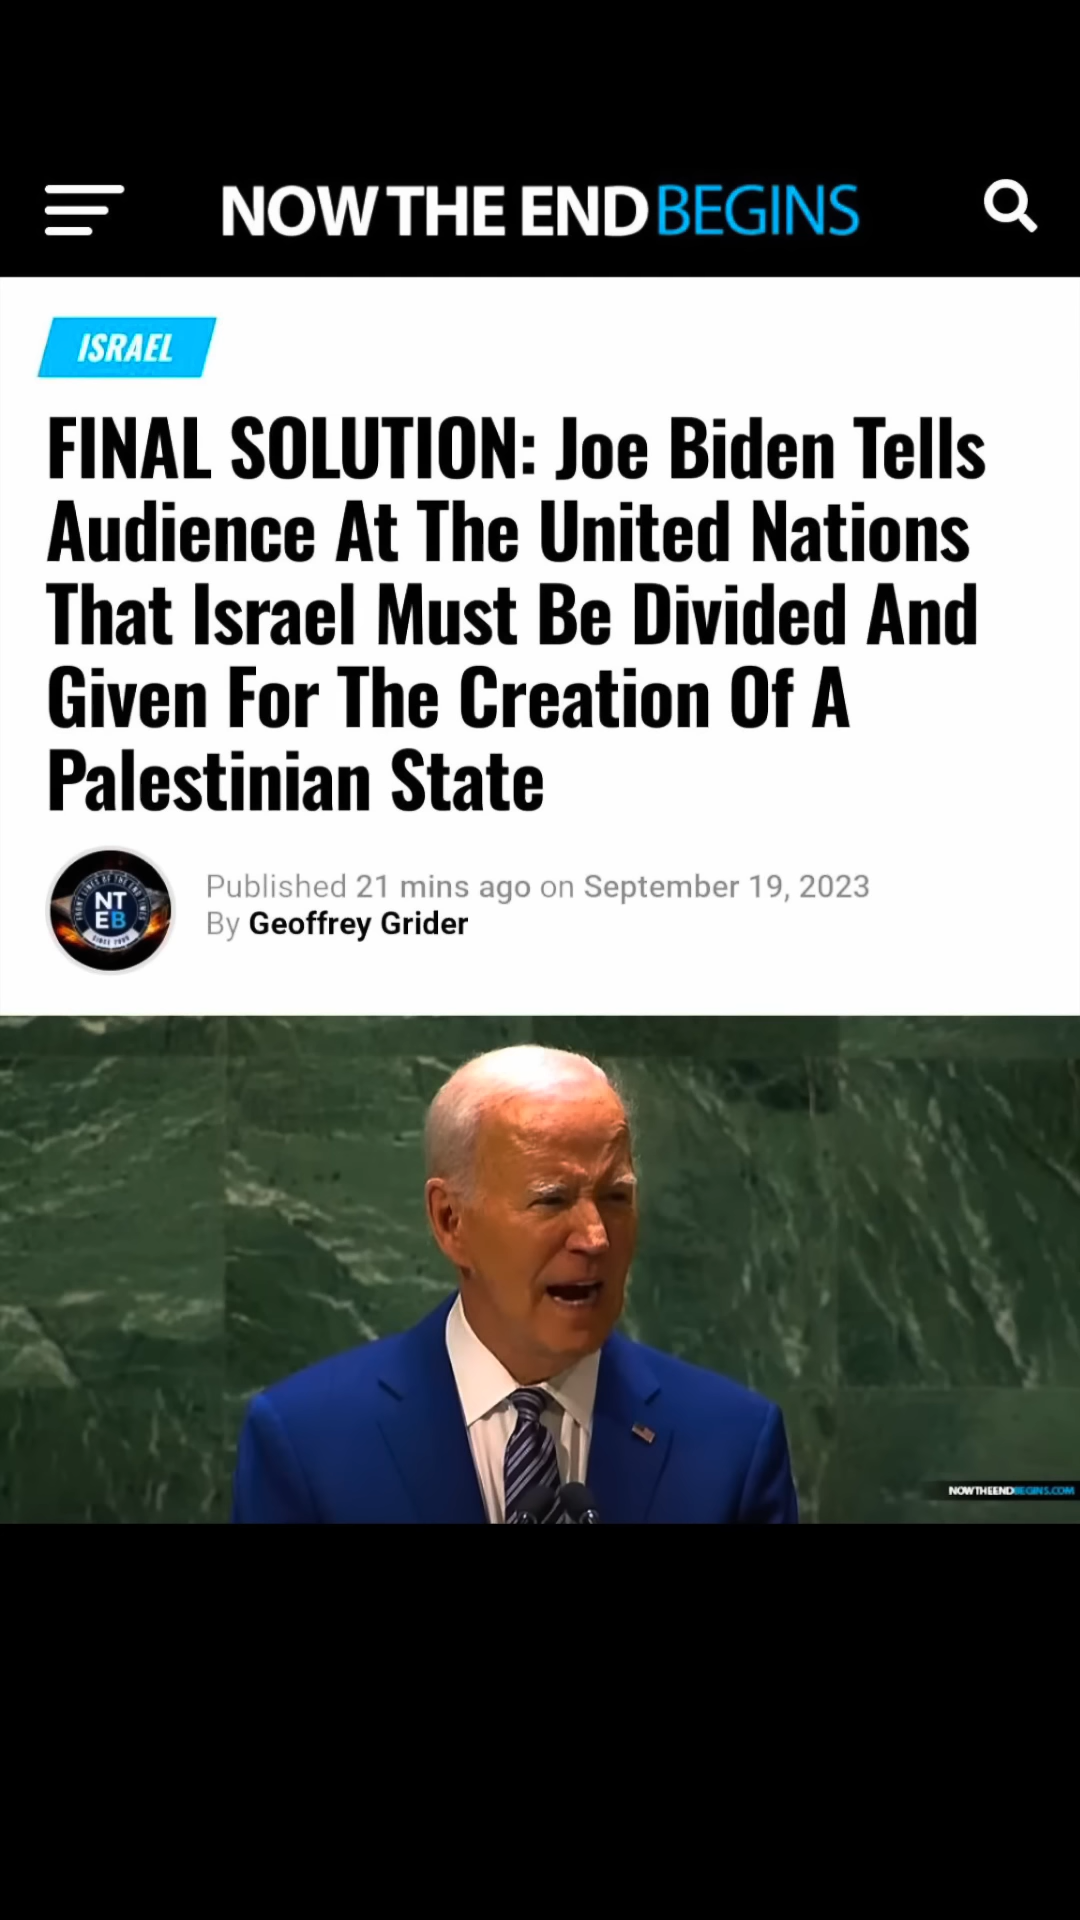 NOW THE END BEGINS
ISRAEL
FINAL SOLUTION: Joe Biden Tells
Audience At The United Nations
That Israel Must Be Divided And
Given For The Creation Of A
Palestinian State
NT
EB
Published 21 mins ago on September 19, 2023
By Geoffrey Grider
NOWTHEENDBEGINS.COM